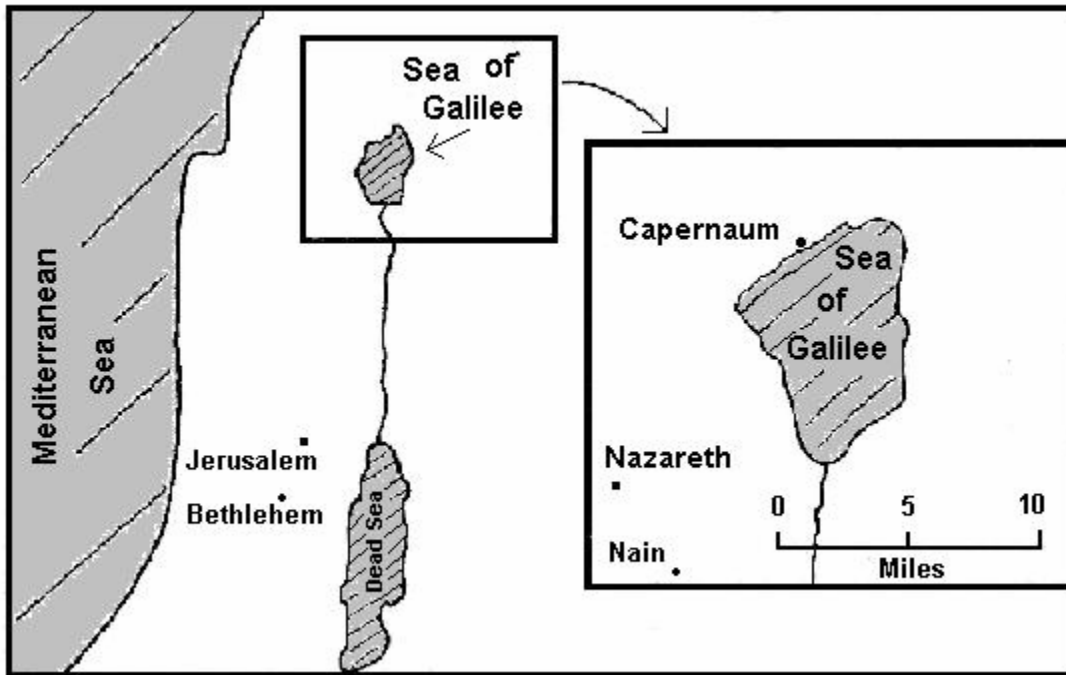 Mediterranean
Sea
Sea of
Galilee
Jerusalem
Bethlehem
Dead Sea
Capernaum
Sea
of
Galilee
Nazareth
Nain
0 5 10
Miles